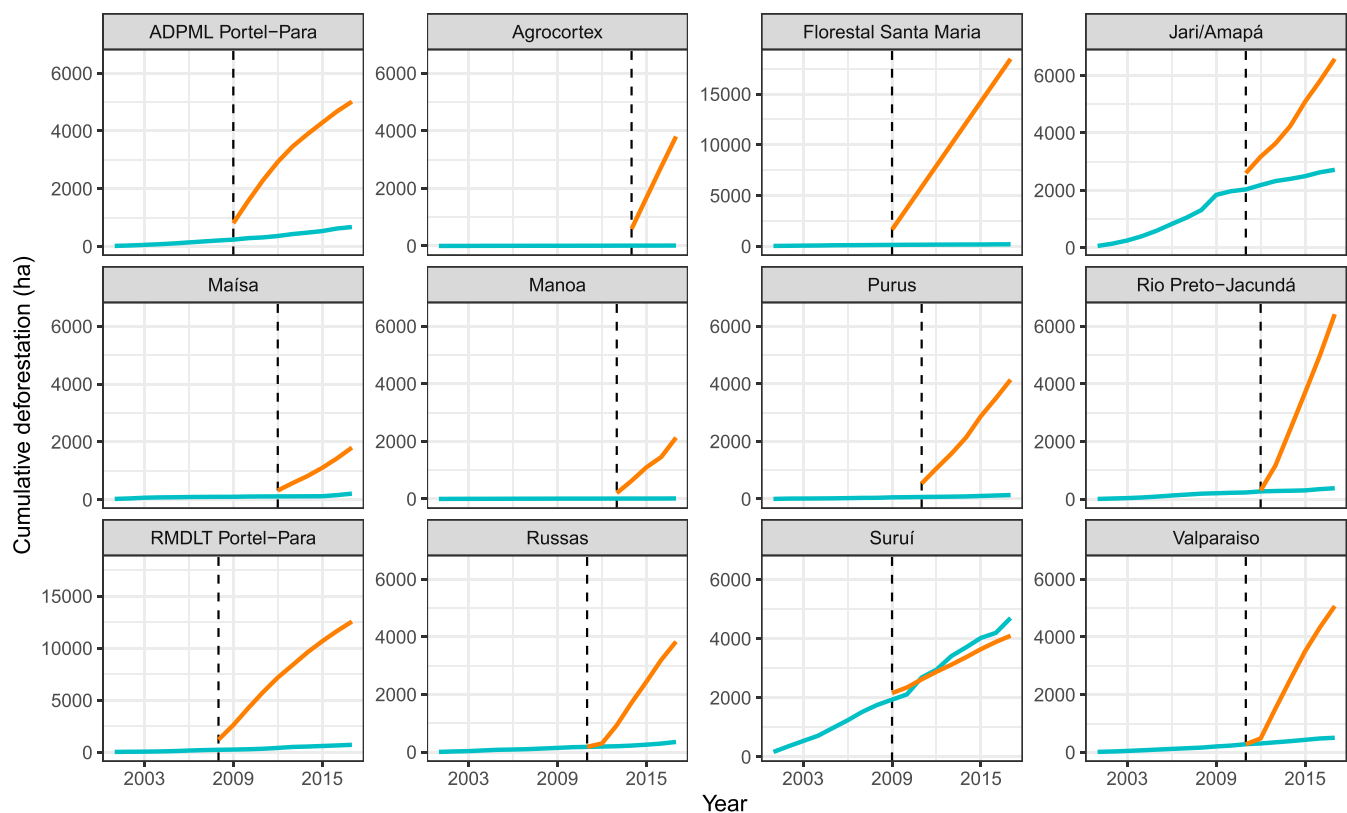 ADPML Portel−Para
Agrocortex
Florestal Santa Maria
Jari/Amapá
6000
4000
2000
0
6000
4000
2000
0
15000
10000
5000
0
6000
4000
2000
0
Maísa
Manoa
Purus
Rio Preto−Jacundá
6000
4000
2000
0
6000
4000
2000
0
6000
4000
2000
0
6000
4000
2000
0
RMDLT Portel−Para
Russas
Suruí
Valparaiso
15000
10000
5000
0
6000
4000
2000
0
6000
4000
2000
0
6000
4000
2000
0
2003 2009 2015
2003 2009 2015
2003 2009 2015
2003 2009 2015
Year
Cumulative deforestation (ha)